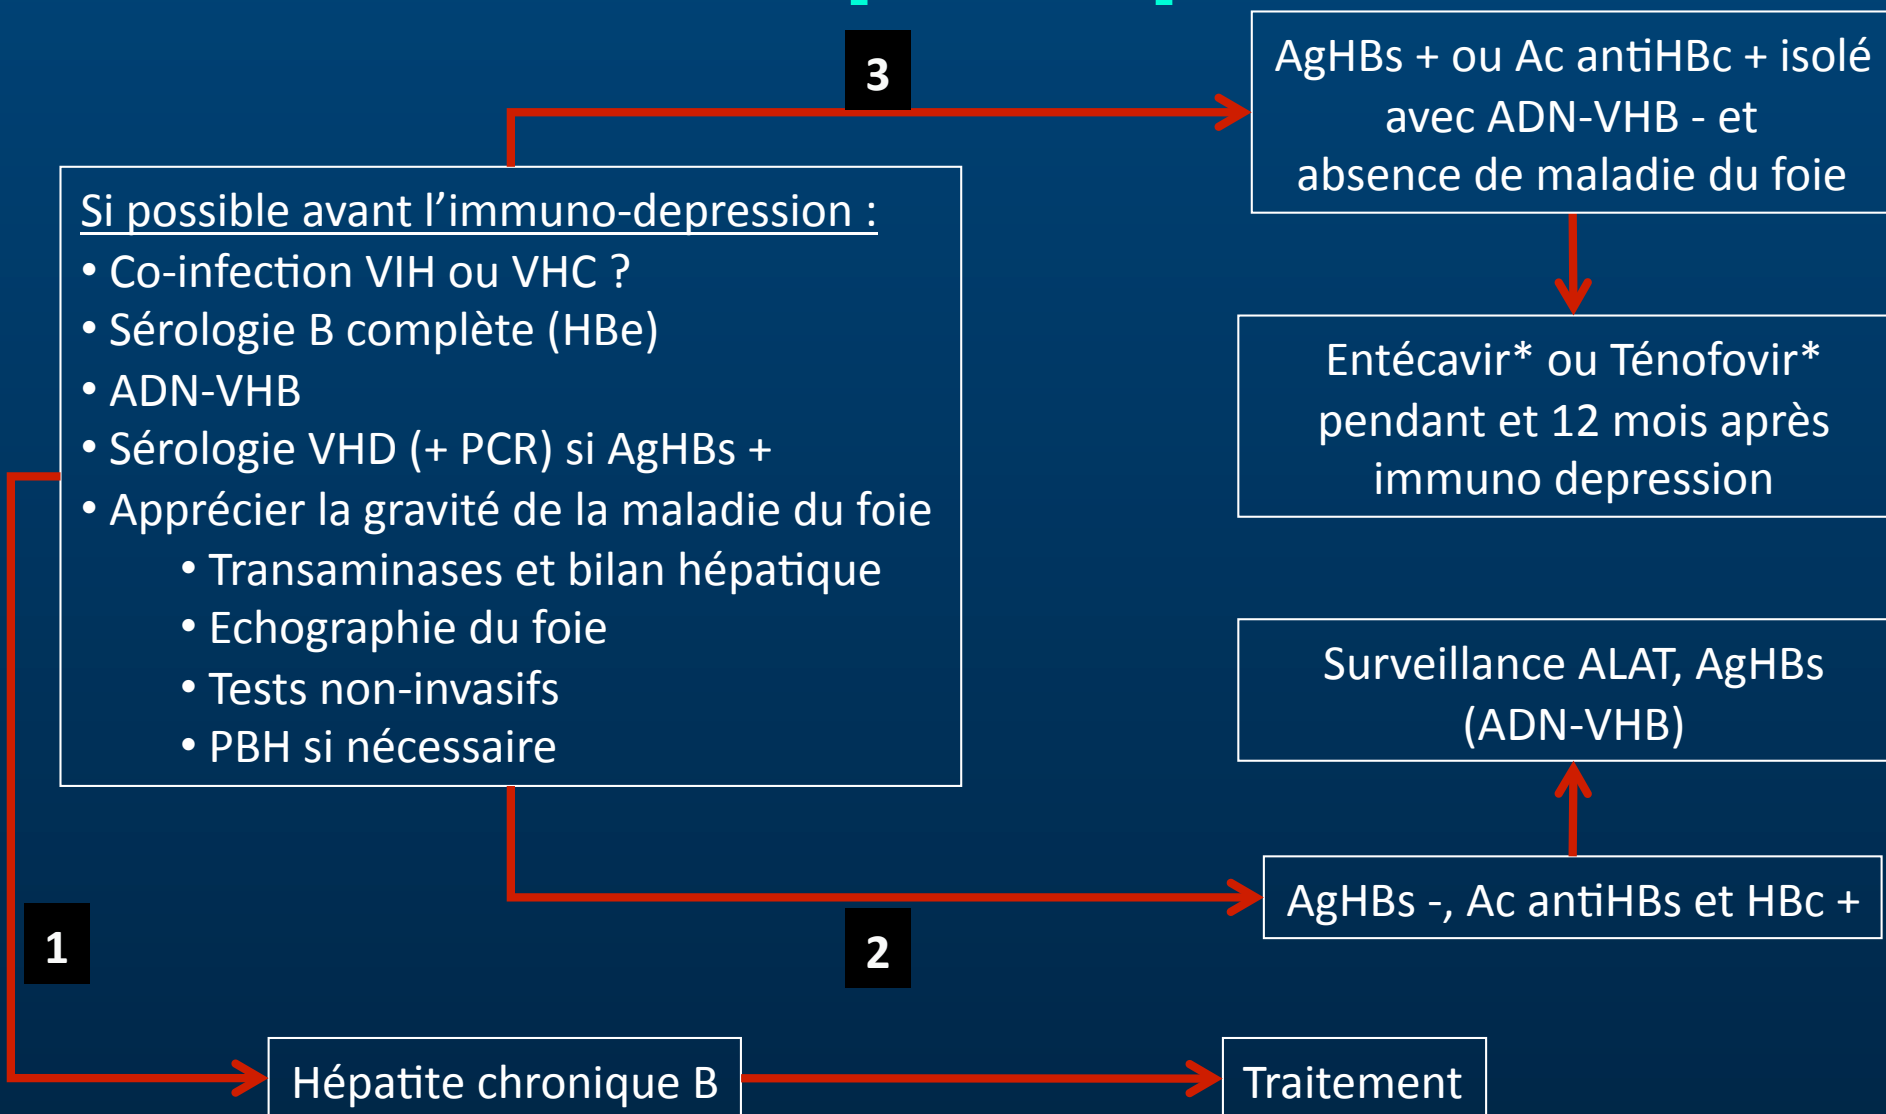 3
AgHBs + ou Ac antiHBc + isolé
avec ADN-VHB - et
absence de maladie du foie
Si possible avant l’immuno-depression :
• Co-infection VIH ou VHC ?
• Sérologie B complète (HBe)
• ADN-VHB
• Sérologie VHD (+ PCR) si AgHBs +
• Apprécier la gravité de la maladie du foie
• Transaminases et bilan hépatique
• Echographie du foie
• Tests non-invasifs
• PBH si nécessaire
Entécavir* ou Ténofovir*
pendant et 12 mois après
immuno depression
Surveillance ALAT, AgHBs
(ADN-VHB)
AgHBs -, Ac antiHBs et HBc +
1
2
Hépatite chronique B
Traitement